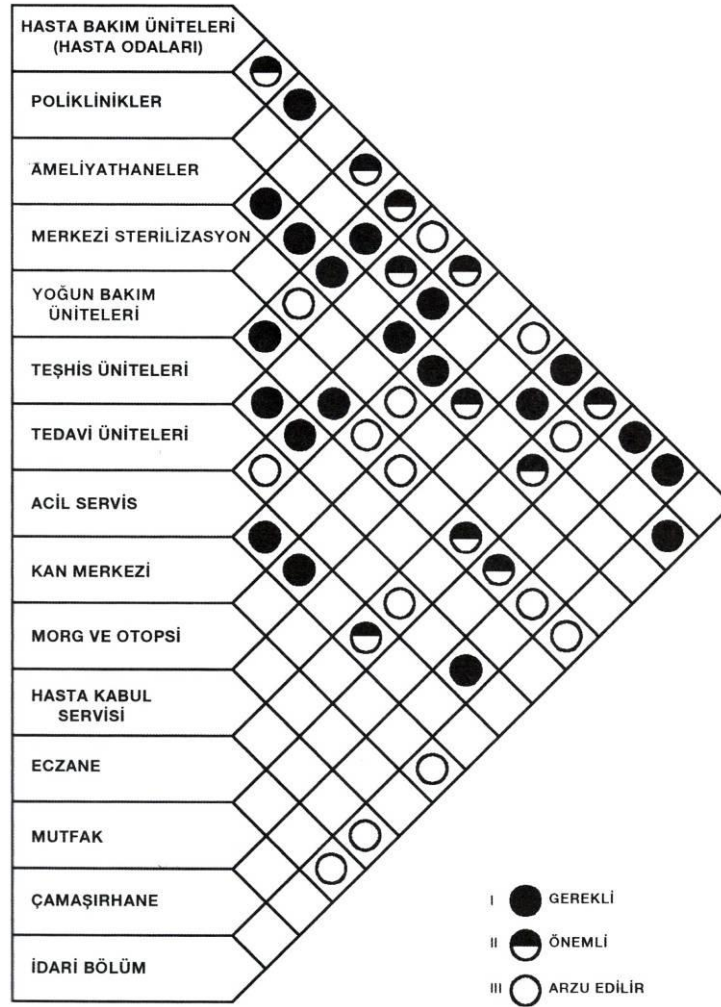 HASTA BAKIM ÜNİTELERİ
(HASTA ODALARI)
POLİKLİNİKLER
AMELİYATHANELER
MERKEZİ STERİLİZASYON
YOĞUN BAKIM
ÜNİTELERİ
TEŞHİS ÜNİTELERİ
TEDAVİ ÜNİTELERİ
ACİL SERVİS
KAN MERKEZİ
MORG VE OTOPSİ
HASTA KABUL
SERVİSİ
ECZANE
MUTFAK
ÇAMAŞIRHANE
İDARİ BÖLÜM
I GEREKLİ
II ÖNEMLİ
III ARZU EDİLİR